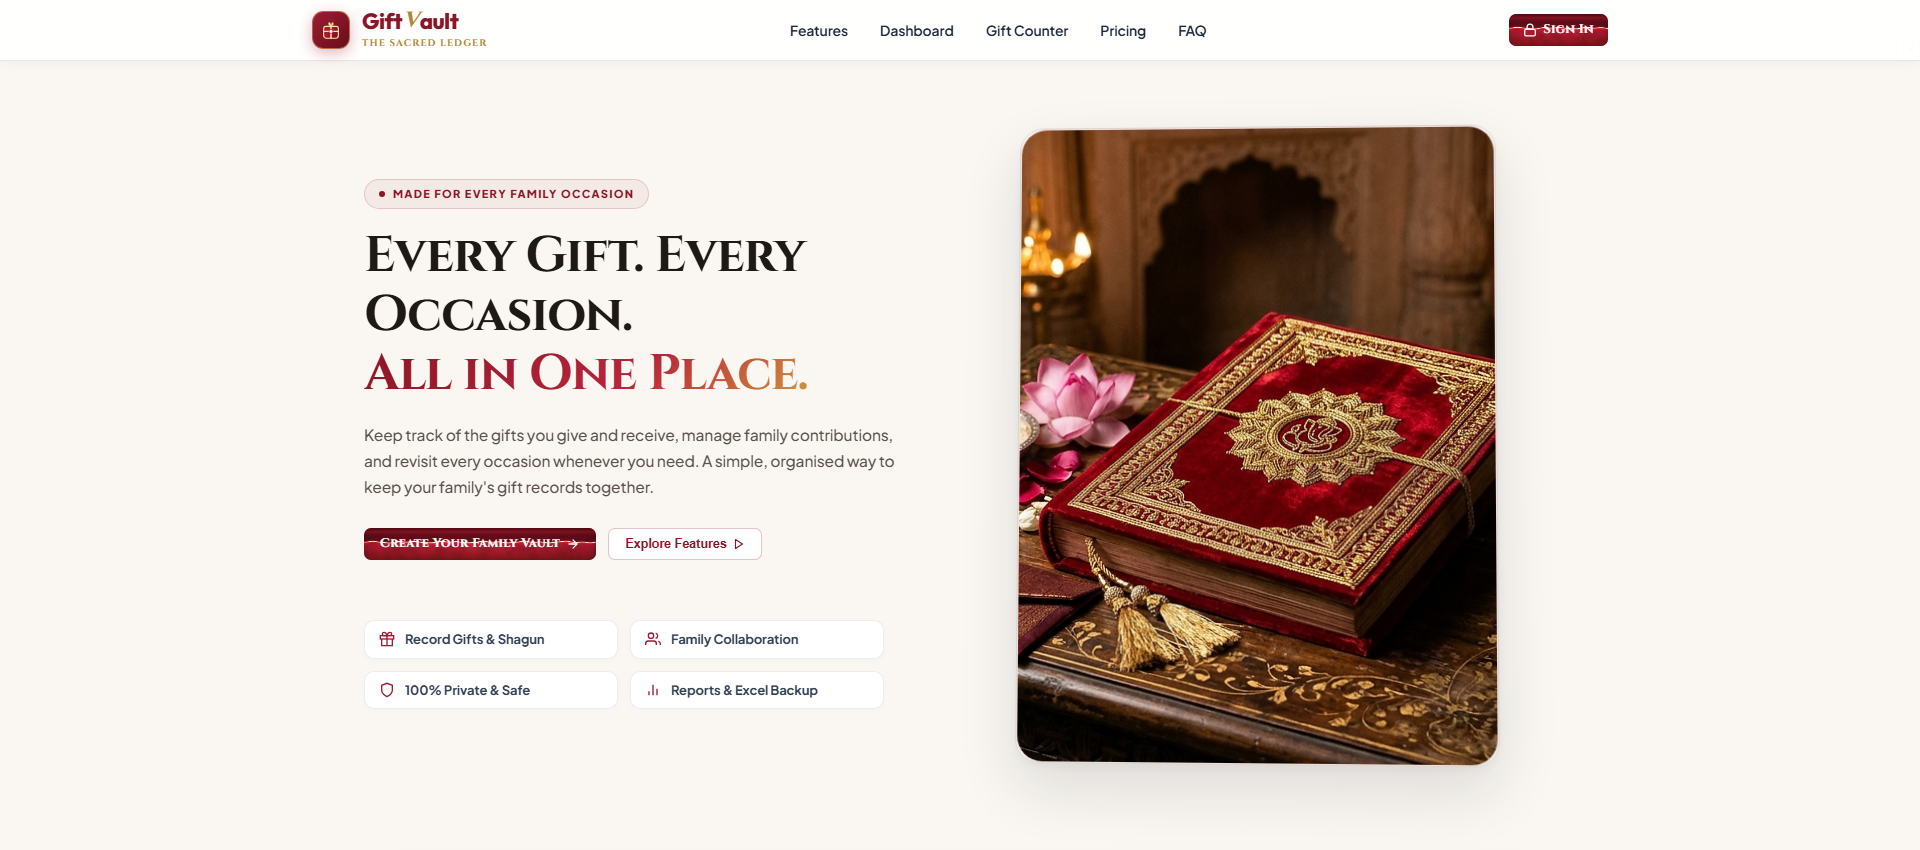 Gift Vault
THE SACRED LEDGER
Features
Dashboard
Gift Counter
Pricing
FAQ
Sign In
MADE FOR EVERY FAMILY OCCASION
Every Gift. Every
Occasion.
All in One Place.
Keep track of the gifts you give and receive, manage family contributions,
and revisit every occasion whenever you need. A simple, organised way to
keep your family's gift records together.
Create Your Family Vault
Explore Features
Record Gifts & Shagun
Family Collaboration
100% Private & Safe
Reports & Excel Backup